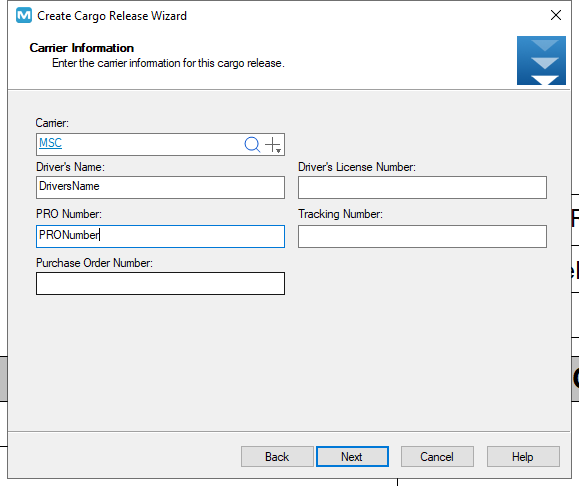 Create Cargo Release Wizard
Carrier Information
Enter the carrier information for this cargo release.
Carrier:
MSC
Driver's Name:
Driver's License Number:
DriversName
PRO Number:
Tracking Number:
PRONumber
Purchase Order Number:
Back
Next
Cancel
Help